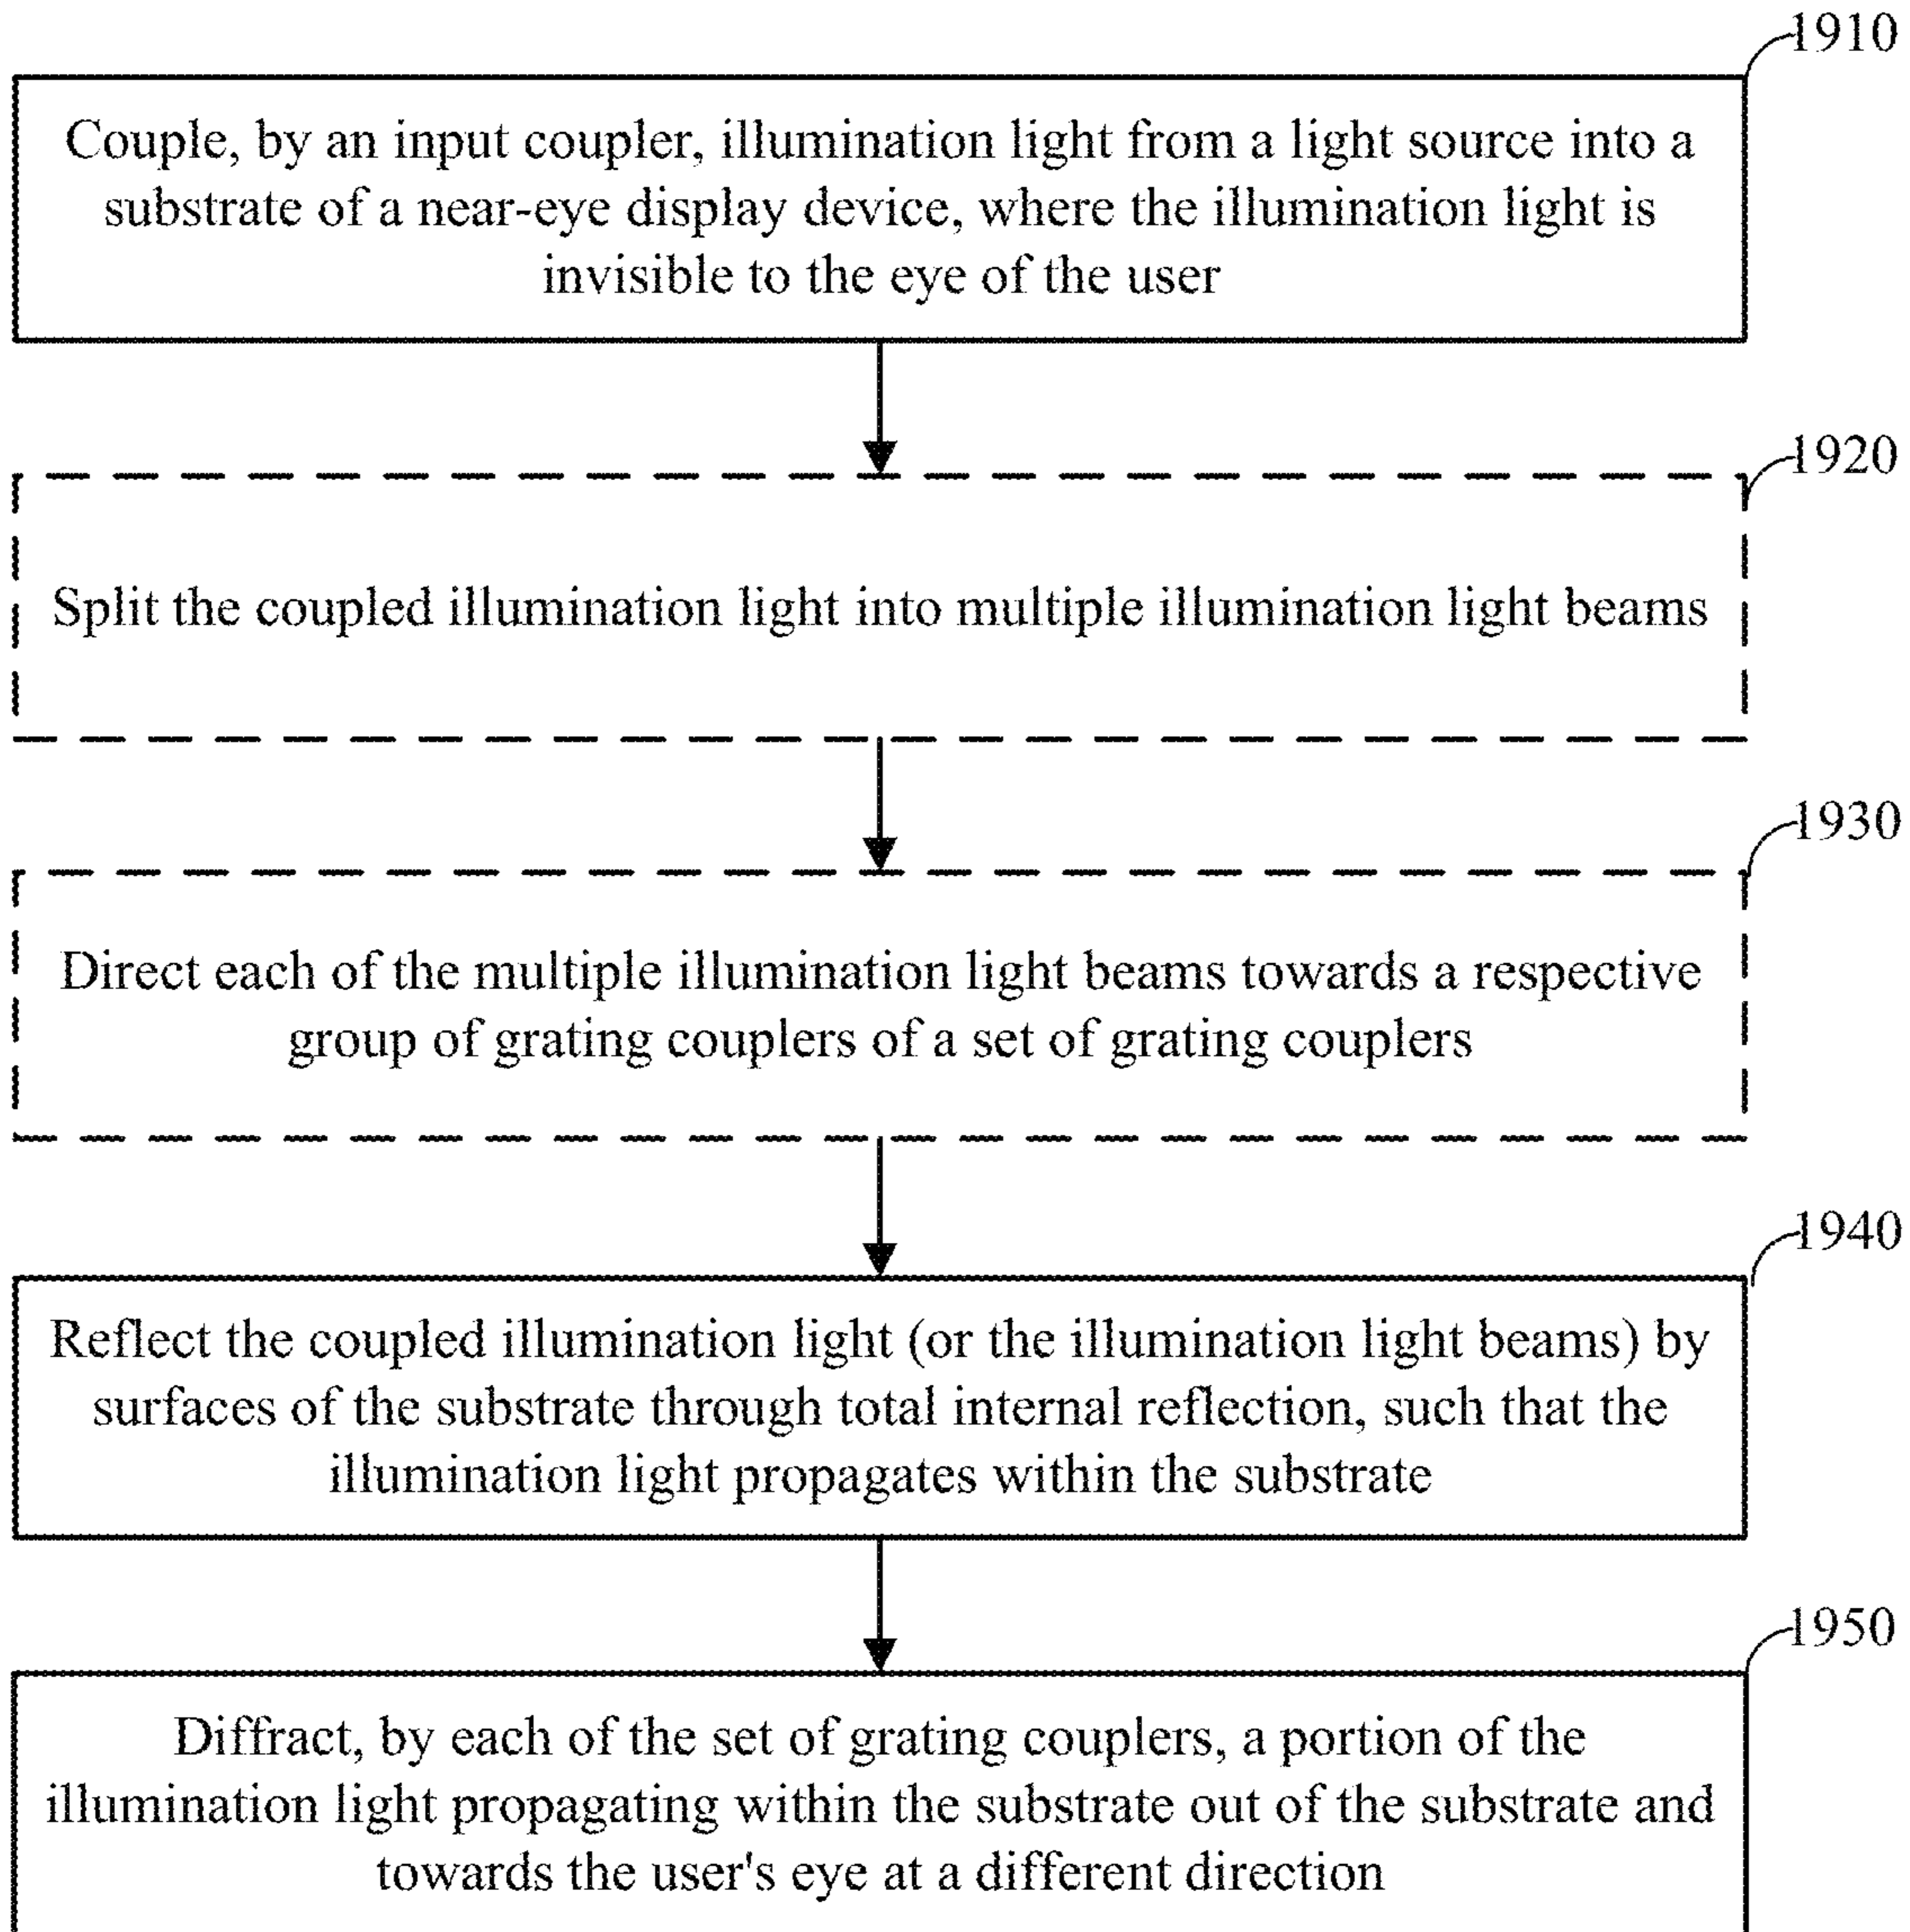 1910
Couple, by an input coupler, illumination light from a light source into a
substrate of a near-eye display device, where the illumination light is
invisible to the eye of the user
1920
Split the coupled illumination light into multiple illumination light beams
1930
Direct each of the multiple illumination light beams towards a respective
group of grating couplers of a set of grating couplers
1940
Reflect the coupled illumination light (or the illumination light beams) by
surfaces of the substrate through total internal reflection, such that the
illumination light propagates within the substrate
1950
Diffract, by each of the set of grating couplers, a portion of the
illumination light propagating within the substrate out of the substrate and
towards the user's eye at a different direction